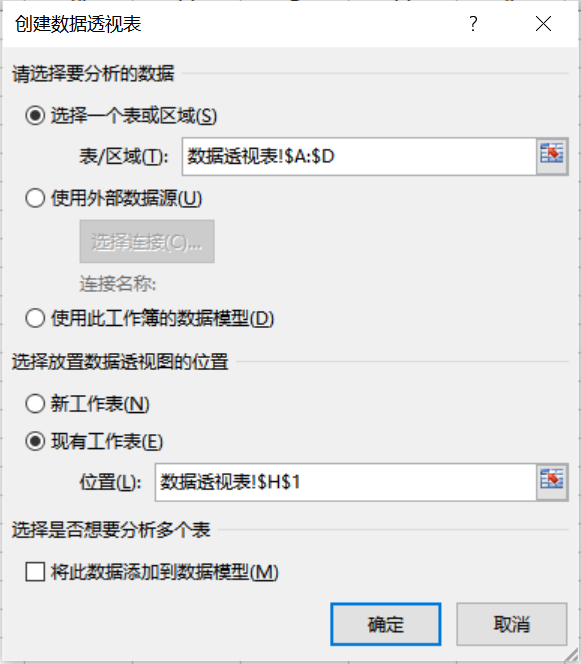 创建数据透视表 ?
请选择要分析的数据
选择一个表或区域(S)
表/区域(T): 数据透视表!$A:$D
使用外部数据源(U)
选择连接(C)...
连接名称:
使用此工作簿的数据模型(D)
选择放置数据透视图的位置
新工作表(N)
现有工作表(E)
位置(L): 数据透视表!$H$1
选择是否想要分析多个表
将此数据添加到数据模型(M)
确定 取消